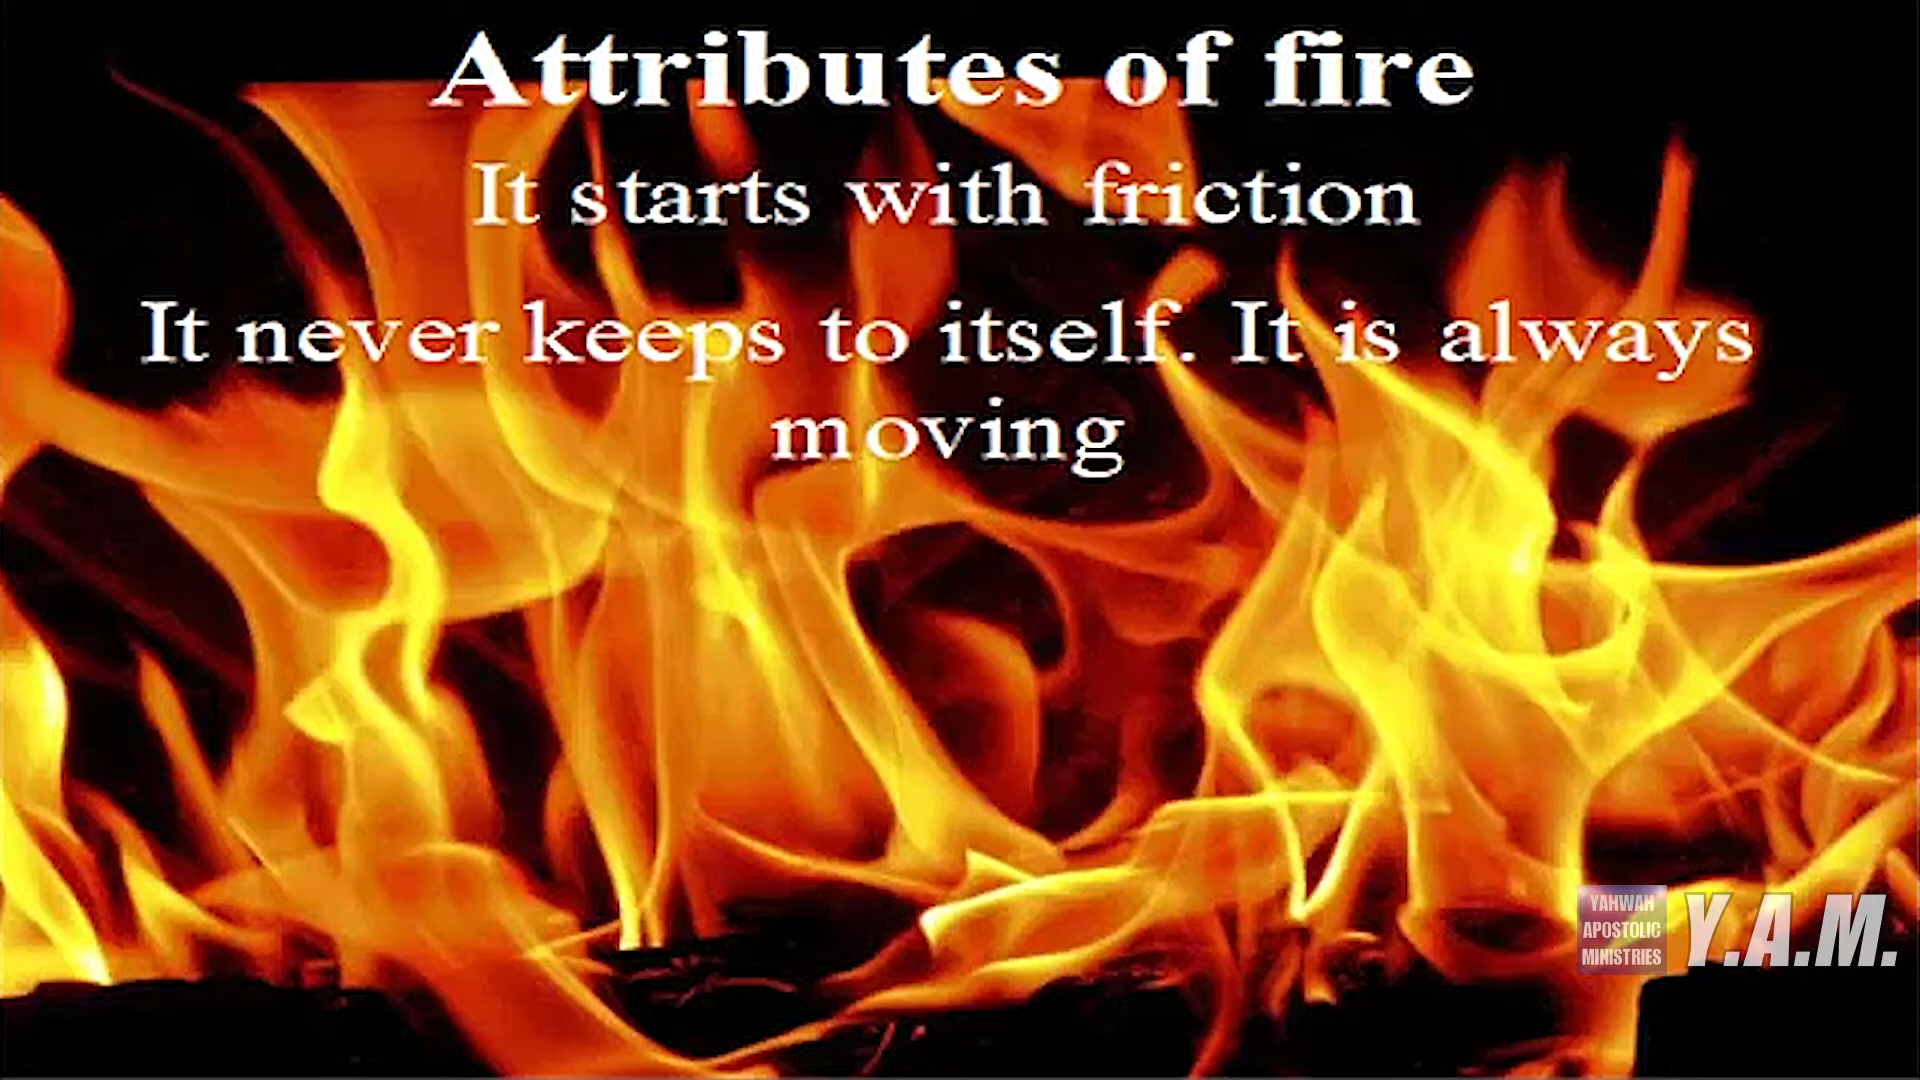 Attributes of fire
It starts with friction
It never keeps to itself. It is always
moving
YAHWAH
APOSTOLIC
MINISTRIES
Y.A.M.